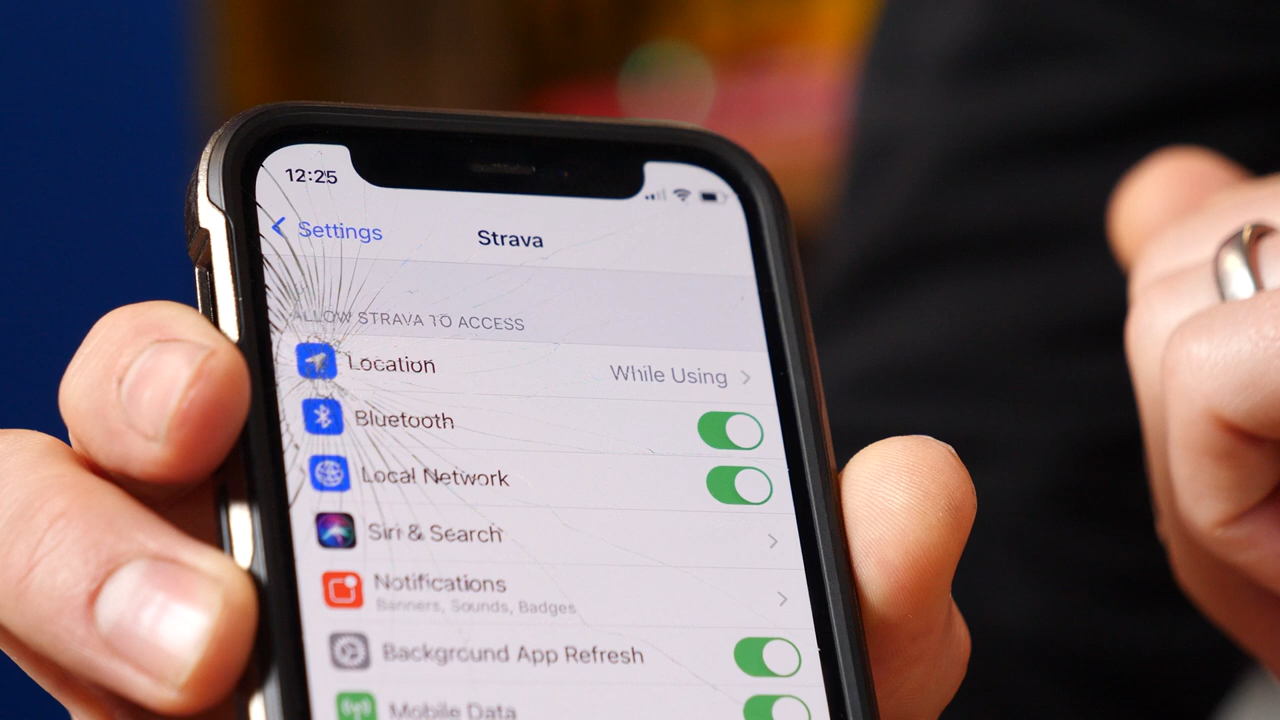 12:25
Settings
Strava
ALLOW STRAVA TO ACCESS
Location While Using
Bluetooth
Local Network
Siri & Search
Notifications
Banners, Sounds, Badges
Background App Refresh
Mobile Data